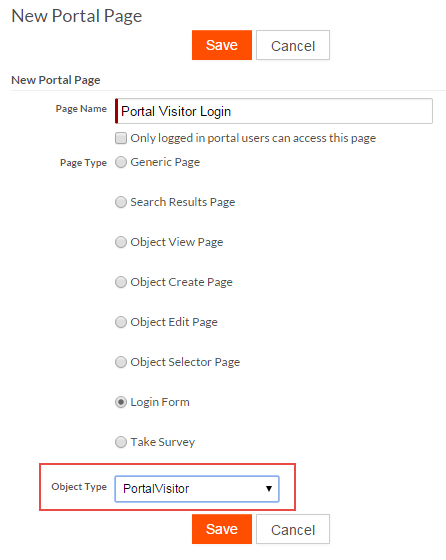 New Portal Page
Save Cancel
New Portal Page
Page Name Portal Visitor Login
Only logged in portal users can access this page
Page Type Generic Page
Search Results Page
Object View Page
Object Create Page
Object Edit Page
Object Selector Page
Login Form
Take Survey
Object Type PortalVisitor
Save Cancel